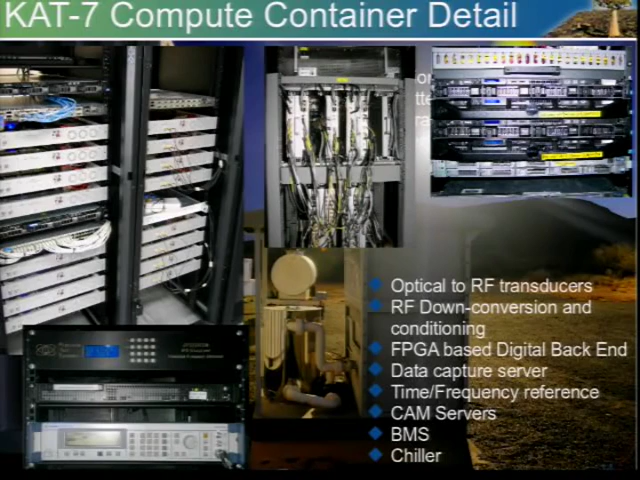 KAT-7 Compute Container Detail
Optical to RF transducers
RF Down-conversion and
conditioning
FPGA based Digital Back End
Data capture server
Time/Frequency reference
CAM Servers
BMS
Chiller